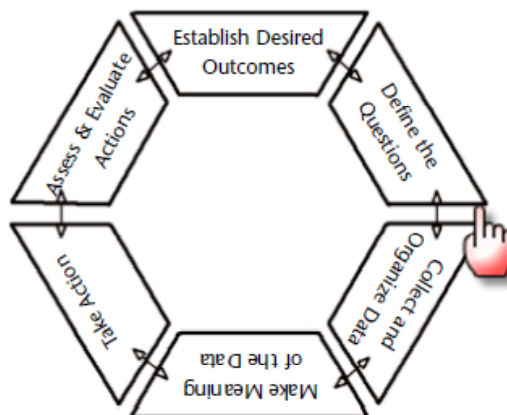 Establish Desired
Outcomes
Define the
Questions
Collect and
Organize Data
Make Meaning
of the Data
Take Action
Assess & Evaluate
Actions